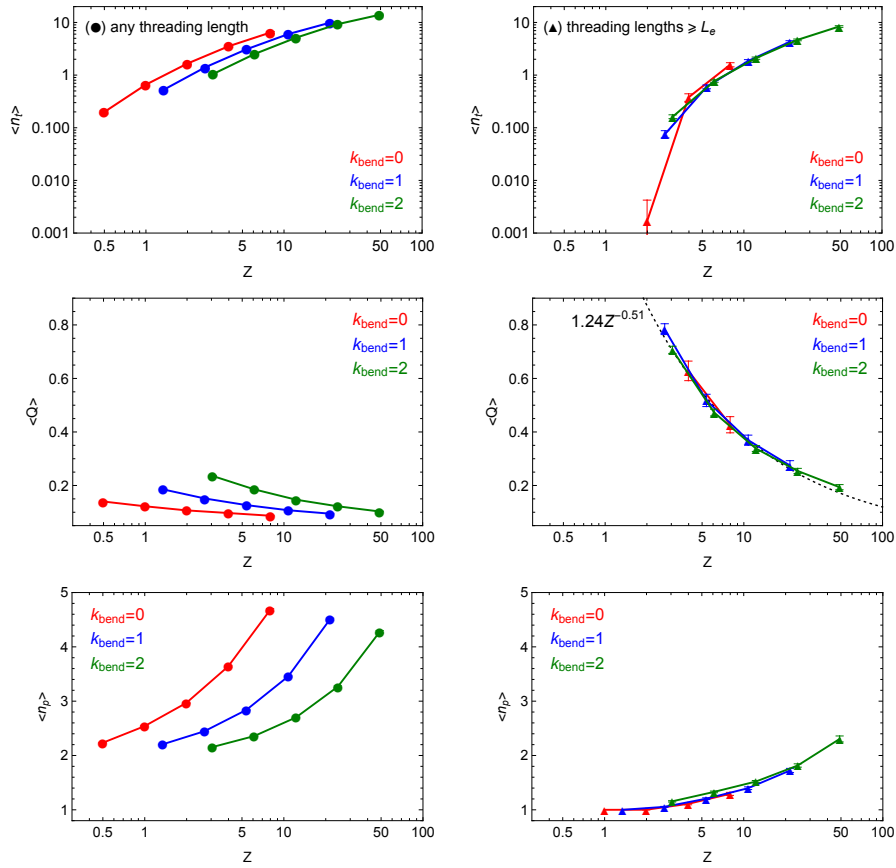 (●) any threading length
10
1
0.100
0.010
0.001
<n_t>
k_bend=0
k_bend=1
k_bend=2
0.5 1 5 10 50 100
Z
(▲) threading lengths ⩾ L_e
10
1
0.100
0.010
0.001
<n_t>
k_bend=0
k_bend=1
k_bend=2
0.5 1 5 10 50 100
Z
0.8
0.6
0.4
0.2
<Q>
k_bend=0
k_bend=1
k_bend=2
0.5 1 5 10 50 100
Z
1.24Z^−0.51
0.8
0.6
0.4
0.2
<Q>
k_bend=0
k_bend=1
k_bend=2
0.5 1 5 10 50 100
Z
5
4
3
2
1
<n_p>
k_bend=0
k_bend=1
k_bend=2
0.5 1 5 10 50 100
Z
5
4
3
2
1
<n_p>
k_bend=0
k_bend=1
k_bend=2
0.5 1 5 10 50 100
Z